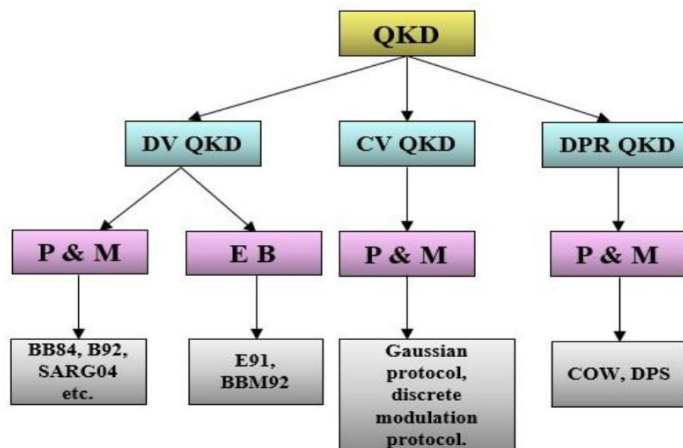 QKD
DV QKD
CV QKD
DPR QKD
P & M
E B
P & M
P & M
BB84, B92,
SARG04
etc.
E91,
BBM92
Gaussian
protocol,
discrete
modulation
protocol.
COW, DPS